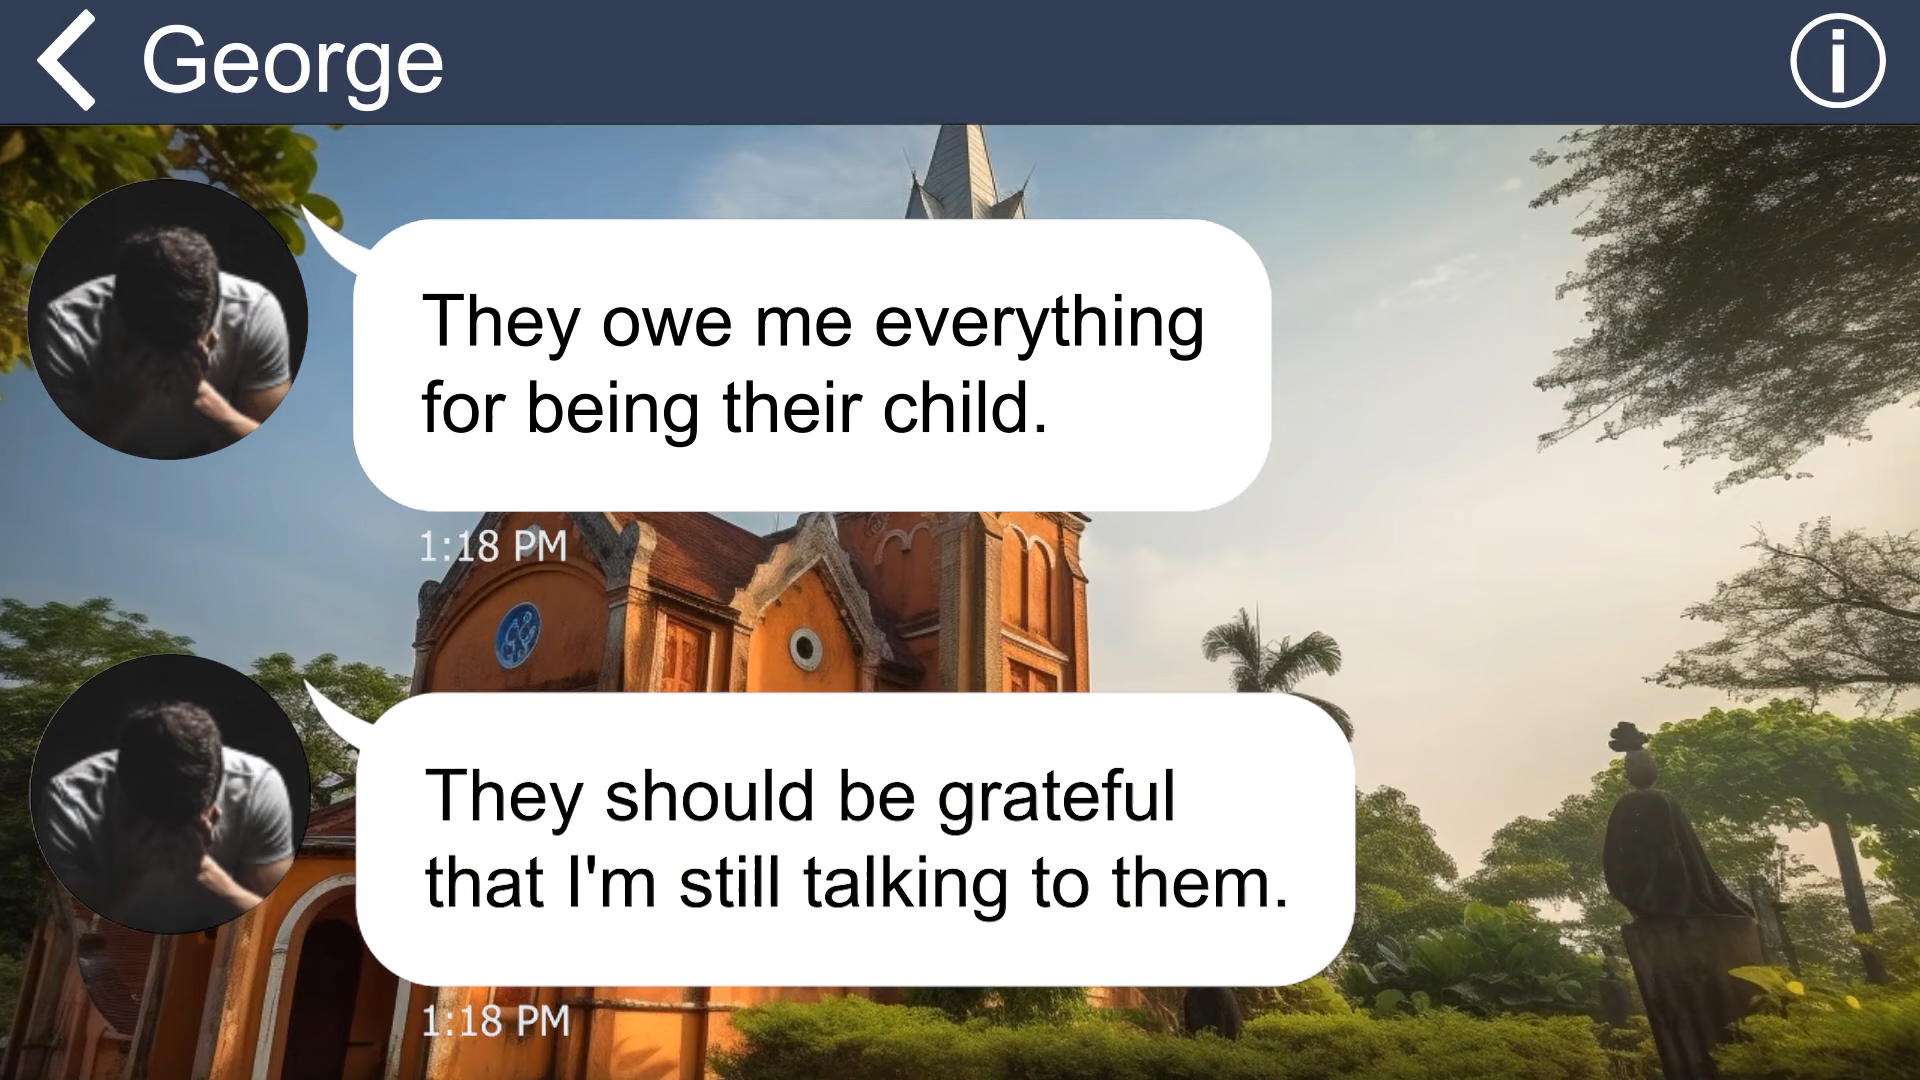 George
They owe me everything
for being their child.
1:18 PM
They should be grateful
that I'm still talking to them.
1:18 PM